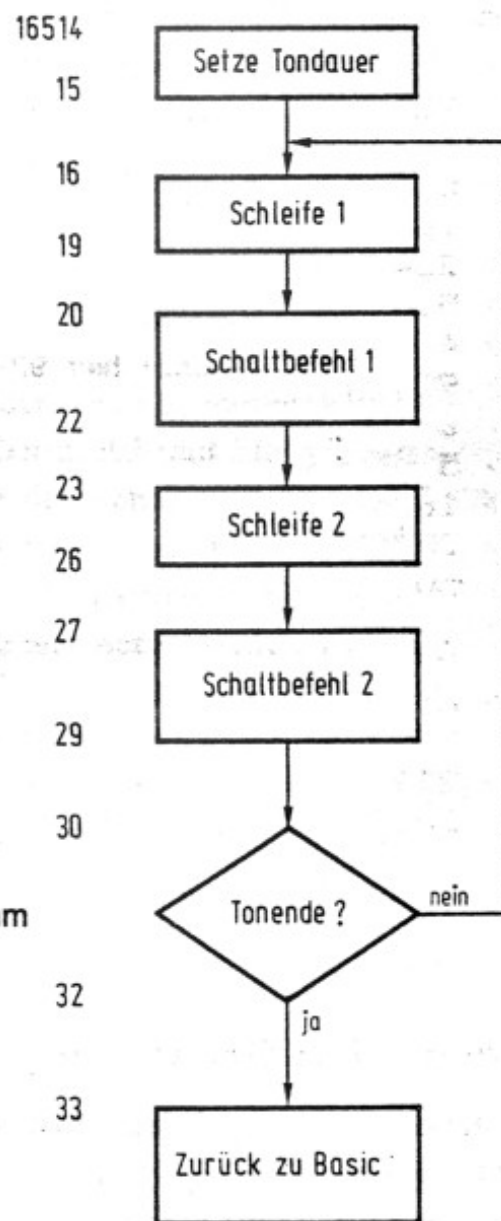 16514
Setze Tondauer
15
16
Schleife 1
19
20
Schaltbefehl 1
22
23
Schleife 2
26
27
Schaltbefehl 2
29
30
Tonende ?
nein
32
ja
33
Zurück zu Basic